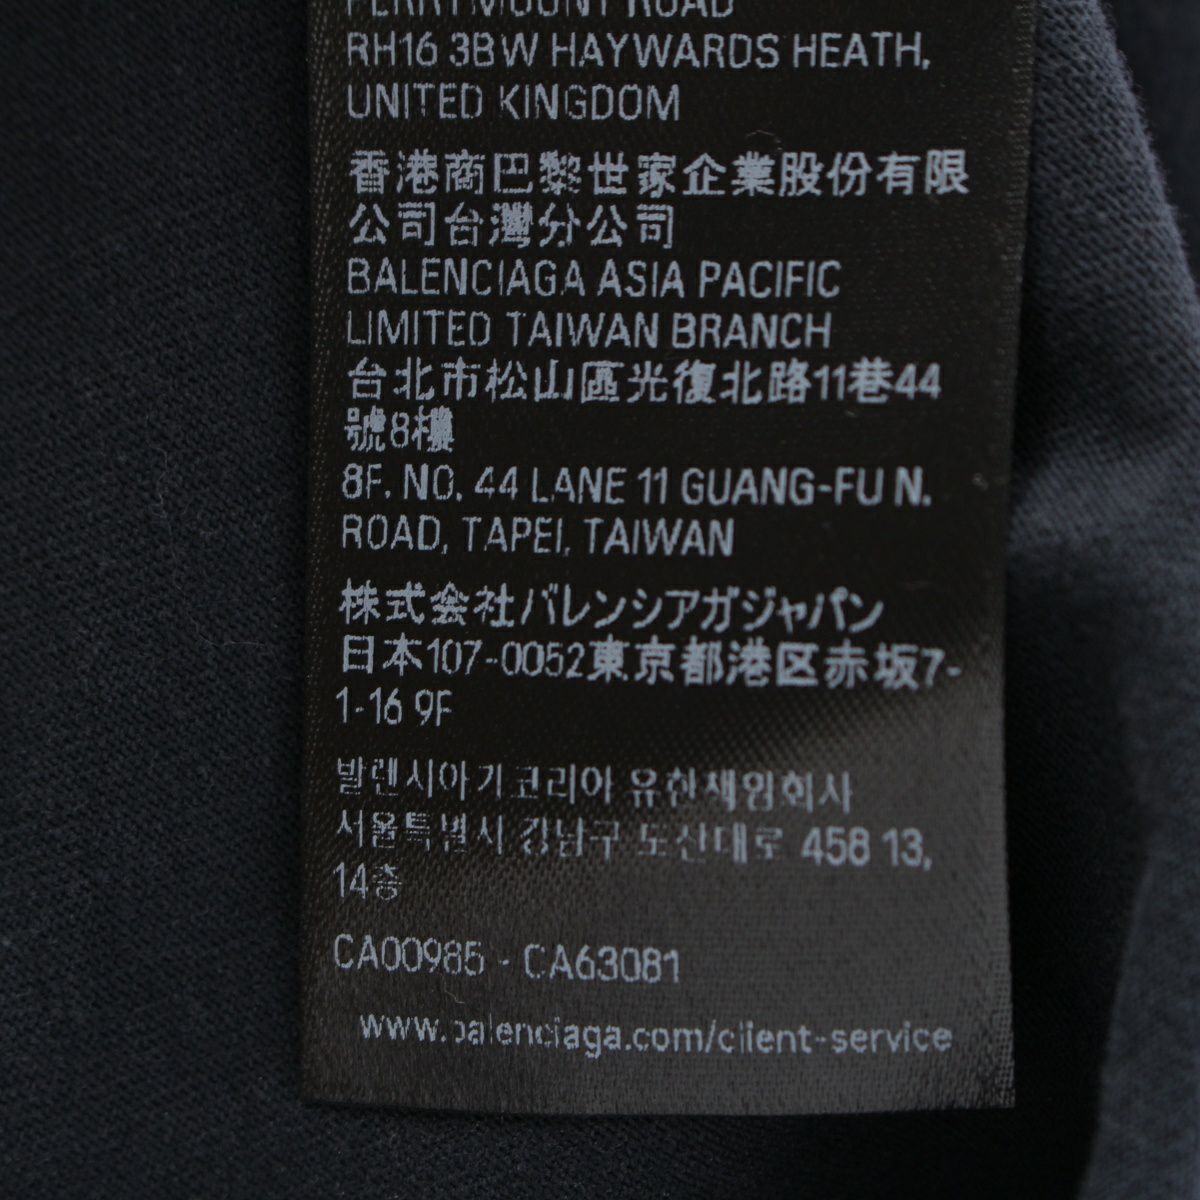 PERRYMOUNT ROAD
RH16 3BW HAYWARDS HEATH,
UNITED KINGDOM
香港商巴黎世家企業股份有限
公司台灣分公司
BALENCIAGA ASIA PACIFIC
LIMITED TAIWAN BRANCH
台北市松山區光復北路11巷44
號8樓
8F. NO. 44 LANE 11 GUANG-FU N.
ROAD, TAPEI, TAIWAN
株式会社バレンシアガジャパン
日本107-0052東京都港区赤坂7-
1-16 9F
발렌시아가코리아 유한책임회사
서울특별시 강남구 도산대로 458 13,
14층
CA00985 - CA63081
www.balenciaga.com/client-service